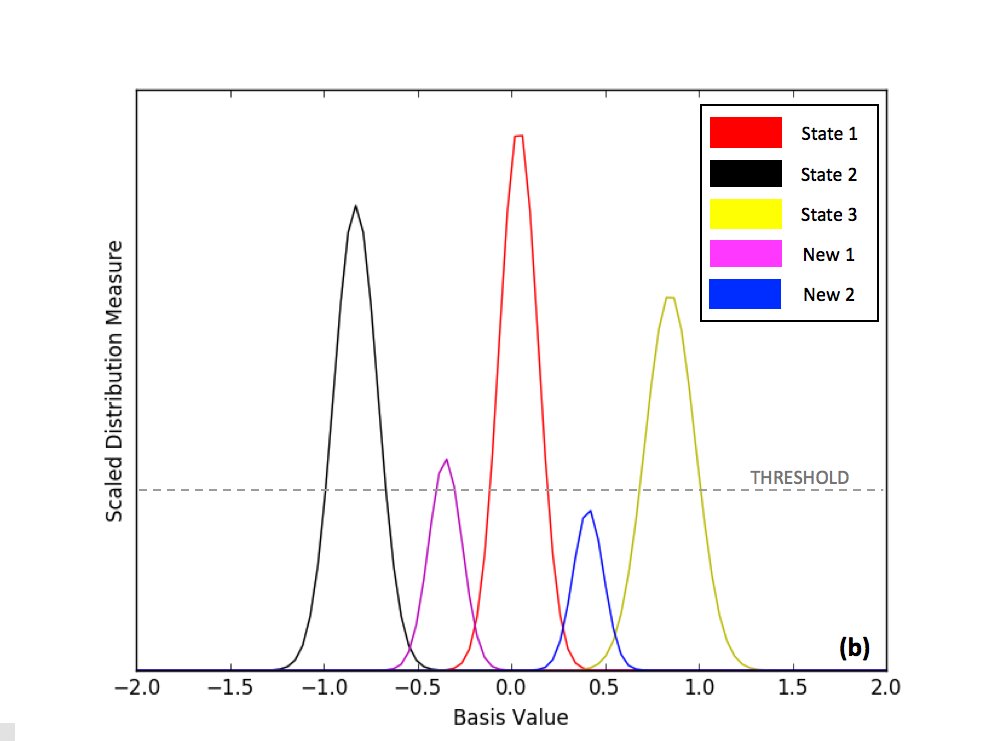 State 1
State 2
State 3
New 1
New 2
Scaled Distribution Measure
THRESHOLD
(b)
−2.0 −1.5 −1.0 −0.5 0.0 0.5 1.0 1.5 2.0
Basis Value